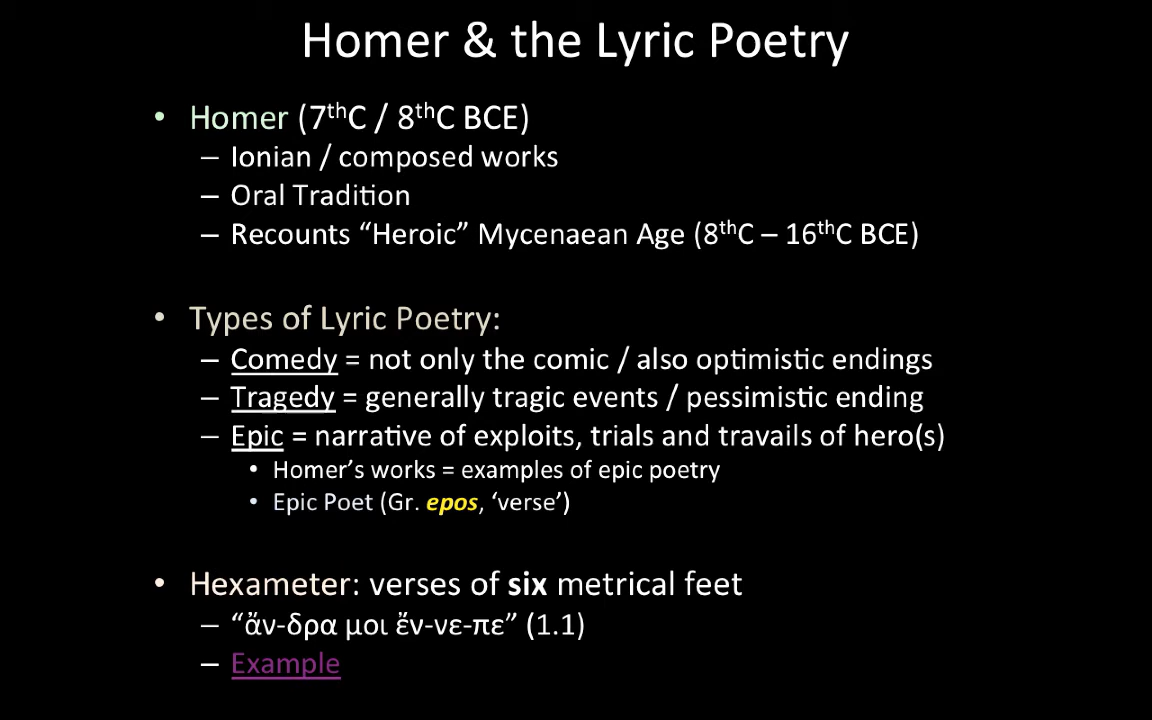 Homer & the Lyric Poetry
• Homer (7thC / 8thC BCE)
– Ionian / composed works
– Oral Tradition
– Recounts “Heroic” Mycenaean Age (8thC – 16thC BCE)
• Types of Lyric Poetry:
– Comedy = not only the comic / also optimistic endings
– Tragedy = generally tragic events / pessimistic ending
– Epic = narrative of exploits, trials and travails of hero(s)
• Homer’s works = examples of epic poetry
• Epic Poet (Gr. epos, ‘verse’)
• Hexameter: verses of six metrical feet
– “ἄν-δρα μοι ἔν-νε-πε” (1.1)
– Example